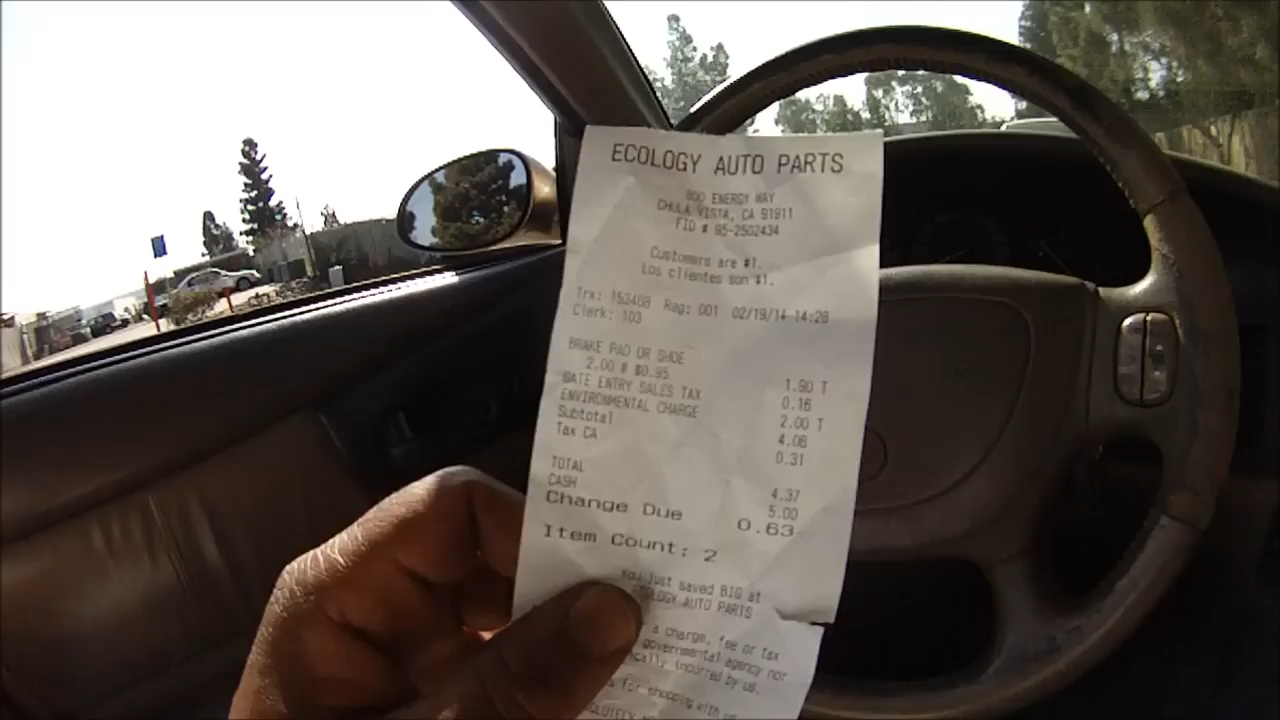 ECOLOGY AUTO PARTS
800 ENERGY WAY
CHULA VISTA, CA 91911
FID # 95-2502434
Customers are #1.
Los clientes son #1.
Trx: 153468 Reg: 001 02/19/14 14:28
Clerk: 103
BRAKE PAD OR SHOE
2.00 @ $0.95 1.90 T
GATE ENTRY SALES TAX 0.16
ENVIRONMENTAL CHARGE 2.00 T
Subtotal 4.06
Tax CA 0.31
TOTAL 4.37
CASH 5.00
Change Due 0.63
Item Count: 2
You just saved BIG at
ECOLOGY AUTO PARTS
a charge, fee or tax
governmental agency nor
incurred by us.
for shopping with us